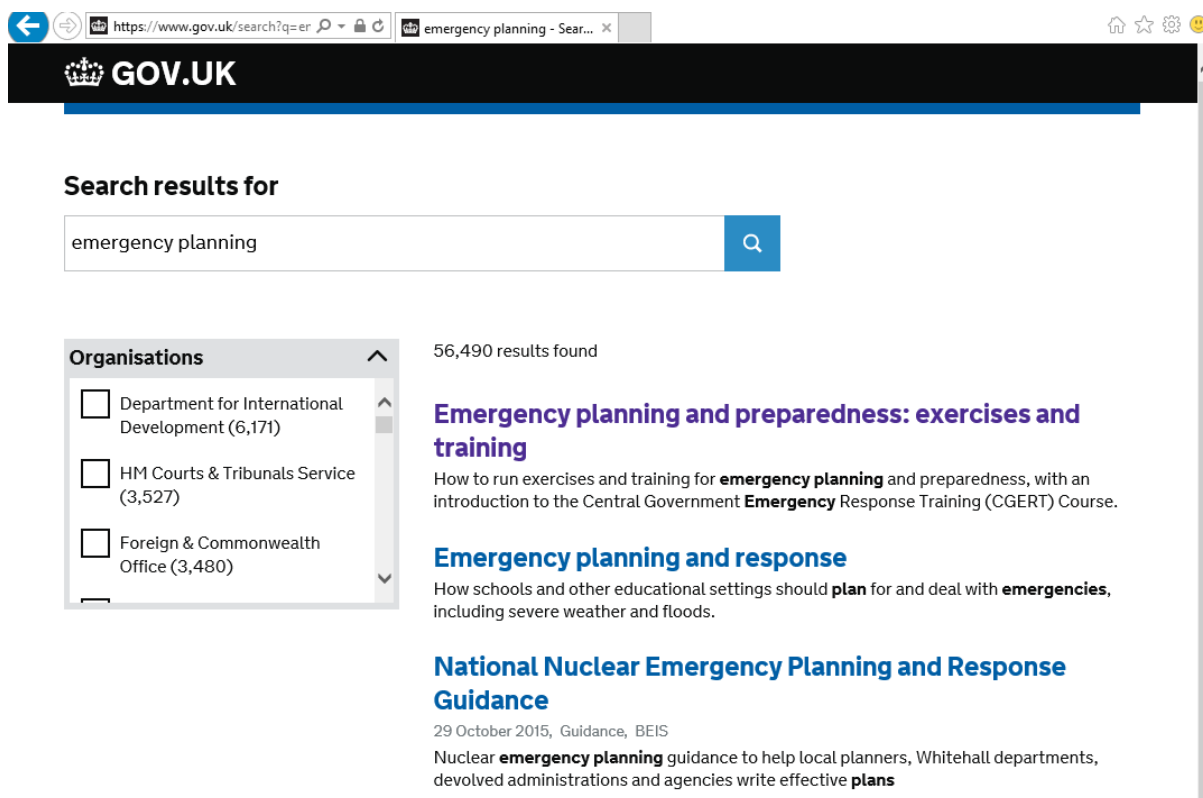 https://www.gov.uk/search?q=er
emergency planning - Sear...
GOV.UK
Search results for
emergency planning
Organisations
Department for International
Development (6,171)
HM Courts & Tribunals Service
(3,527)
Foreign & Commonwealth
Office (3,480)
56,490 results found
Emergency planning and preparedness: exercises and
training
How to run exercises and training for emergency planning and preparedness, with an
introduction to the Central Government Emergency Response Training (CGERT) Course.
Emergency planning and response
How schools and other educational settings should plan for and deal with emergencies,
including severe weather and floods.
National Nuclear Emergency Planning and Response
Guidance
29 October 2015, Guidance, BEIS
Nuclear emergency planning guidance to help local planners, Whitehall departments,
devolved administrations and agencies write effective plans